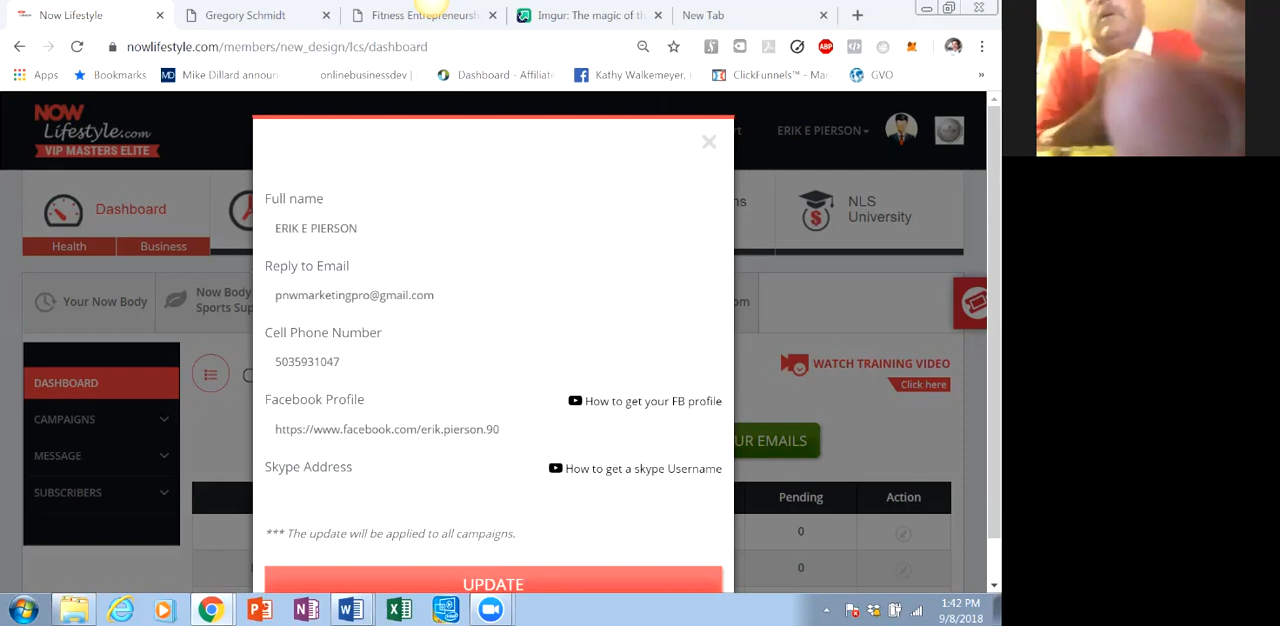 Now Lifestyle
Gregory Schmidt
Fitness Entrepreneursh
Imgur: The magic of th
New Tab
nowlifestyle.com/members/new_design/lcs/dashboard
ABP
Apps
Bookmarks
MD Mike Dillard announ
onlinebusinessdev |
Dashboard - Affiliate
Kathy Walkemeyer.
ClickFunnels™ - Mar
GVO
»
NOW
Lifestyle.com
VIP MASTERS ELITE
ERIK E PIERSON
Dashboard
Health
Business
NLS
University
Your Now Body
Now Body
Sports Sup
om
Full name
ERIK E PIERSON
Reply to Email
pnwmarketingpro@gmail.com
Cell Phone Number
5035931047
Facebook Profile
How to get your FB profile
https://www.facebook.com/erik.pierson.90
Skype Address
How to get a skype Username
*** The update will be applied to all campaigns.
UPDATE
DASHBOARD
CAMPAIGNS
MESSAGE
SUBSCRIBERS
WATCH TRAINING VIDEO
Click here
UR EMAILS
Pending
Action
0
0
1:42 PM
9/8/2018